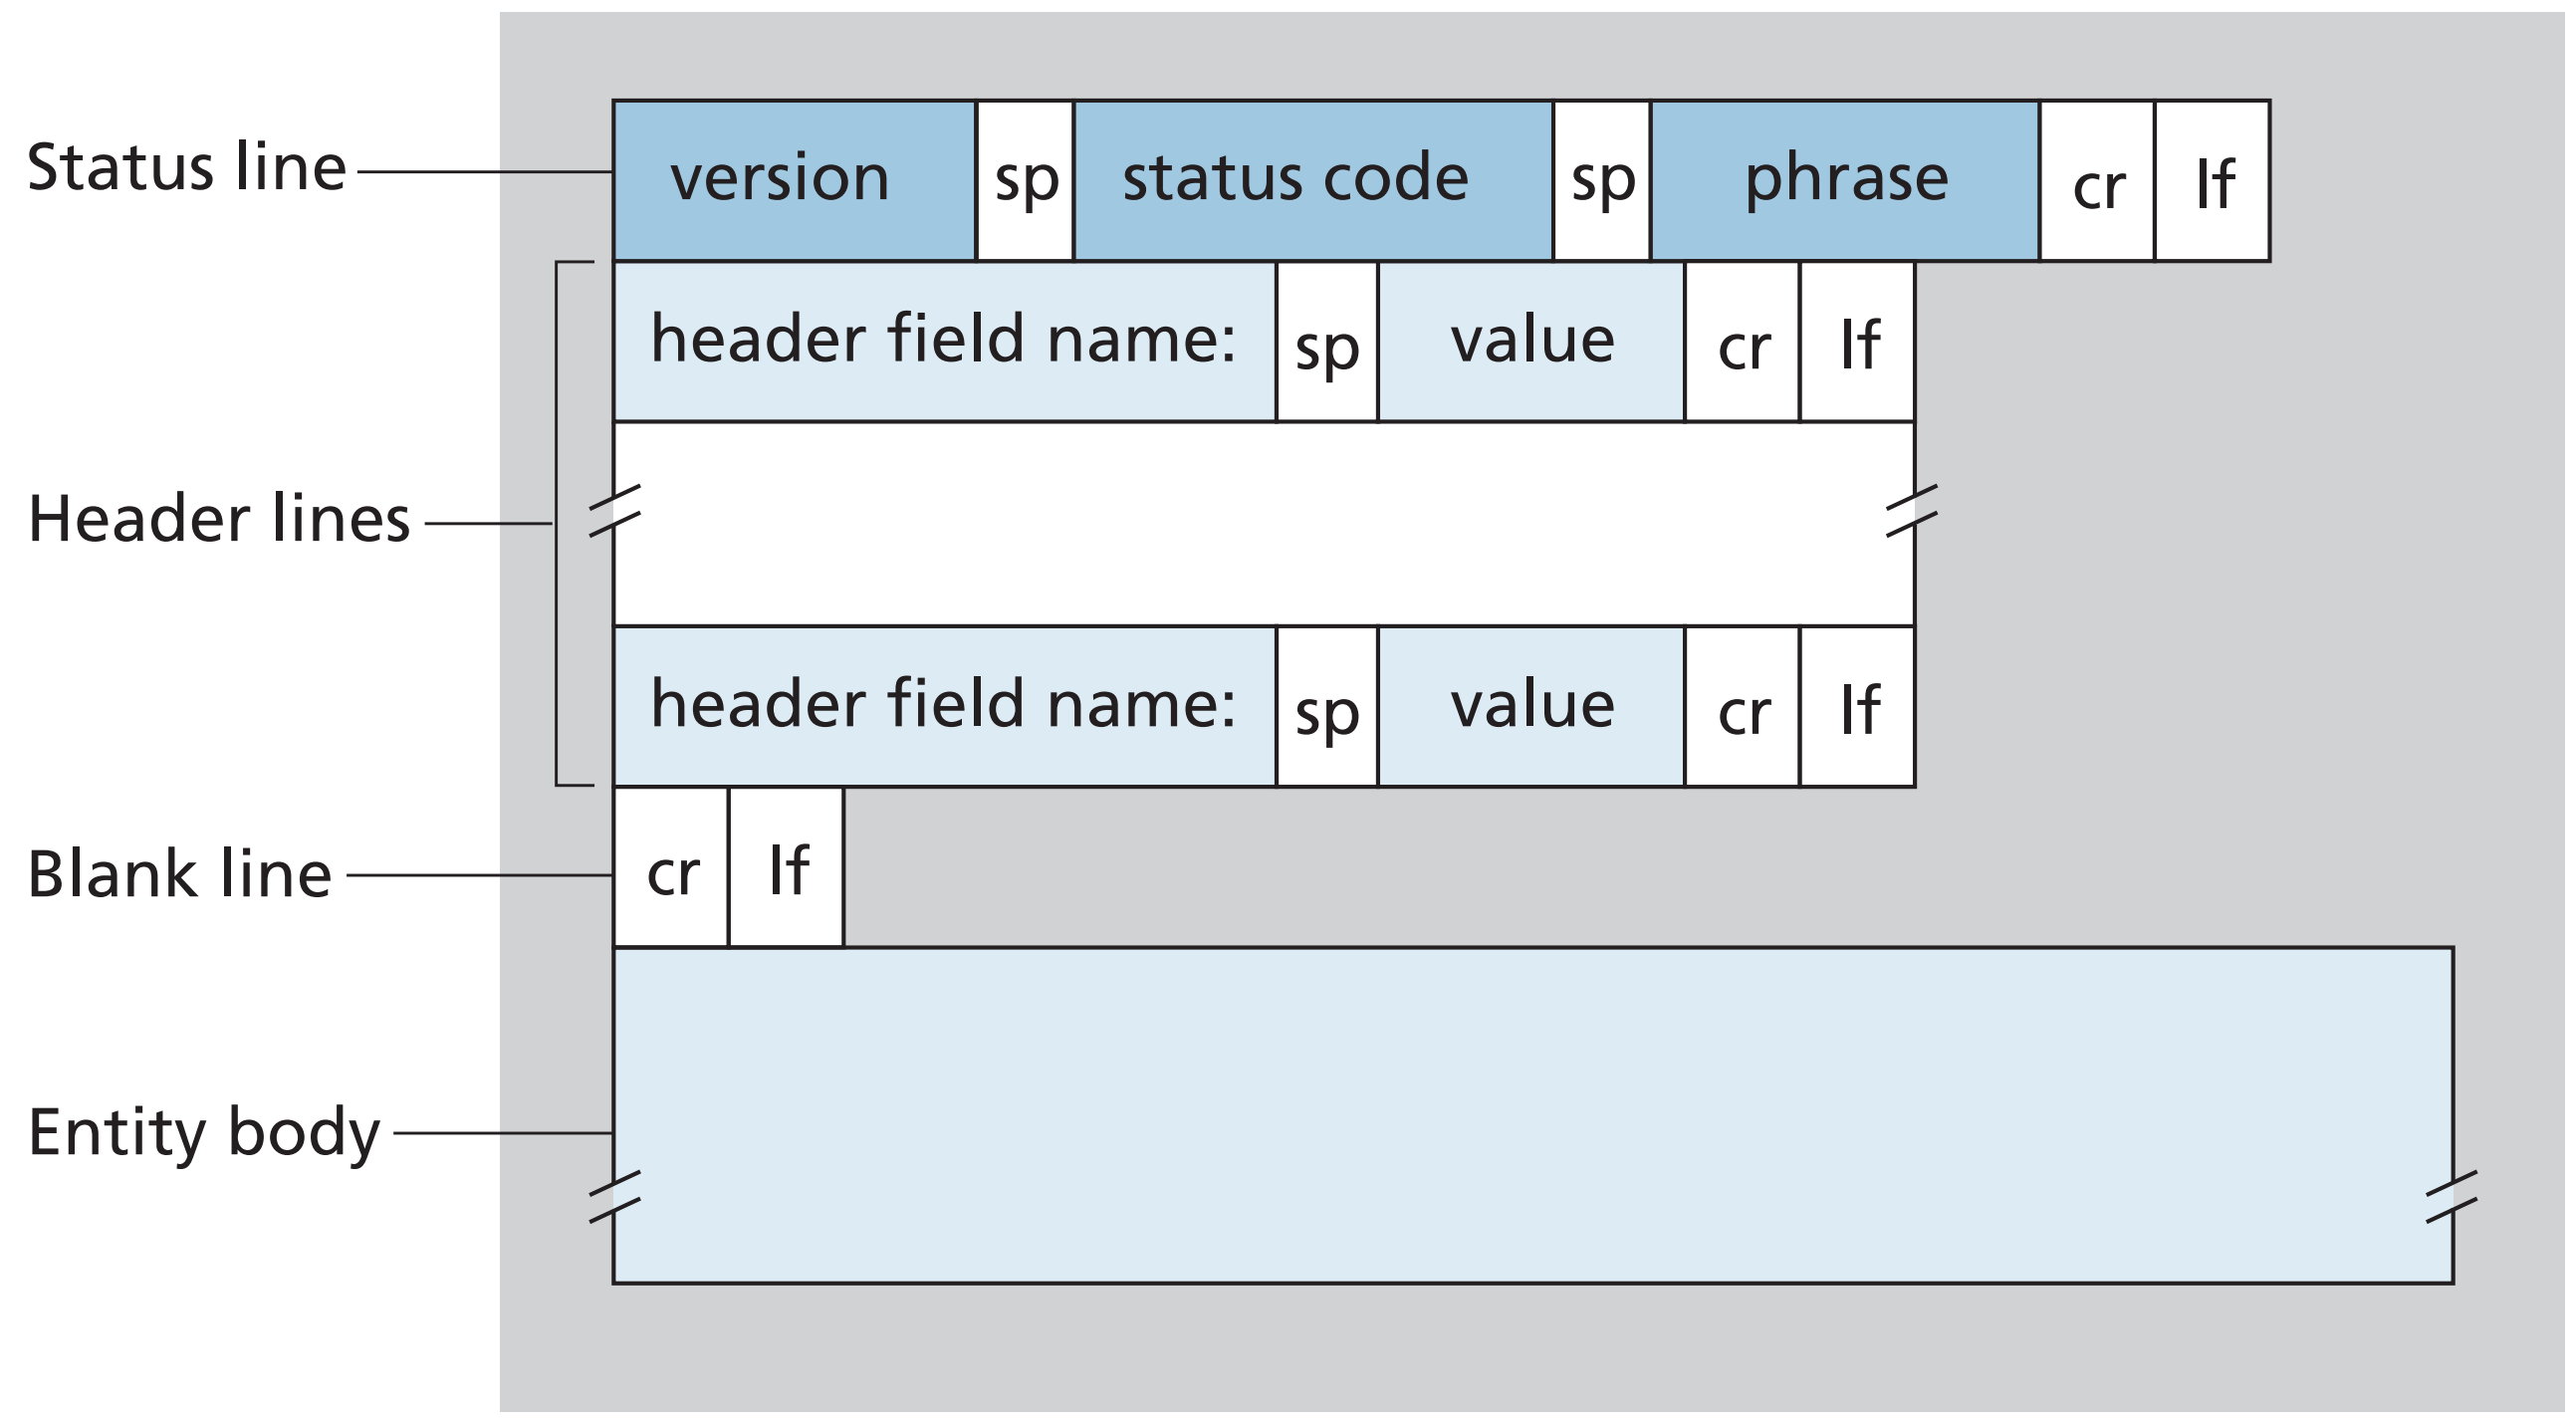 Status line version sp status code sp phrase cr lf
header field name: sp value cr lf
Header lines
header field name: sp value cr lf
Blank line cr lf
Entity body